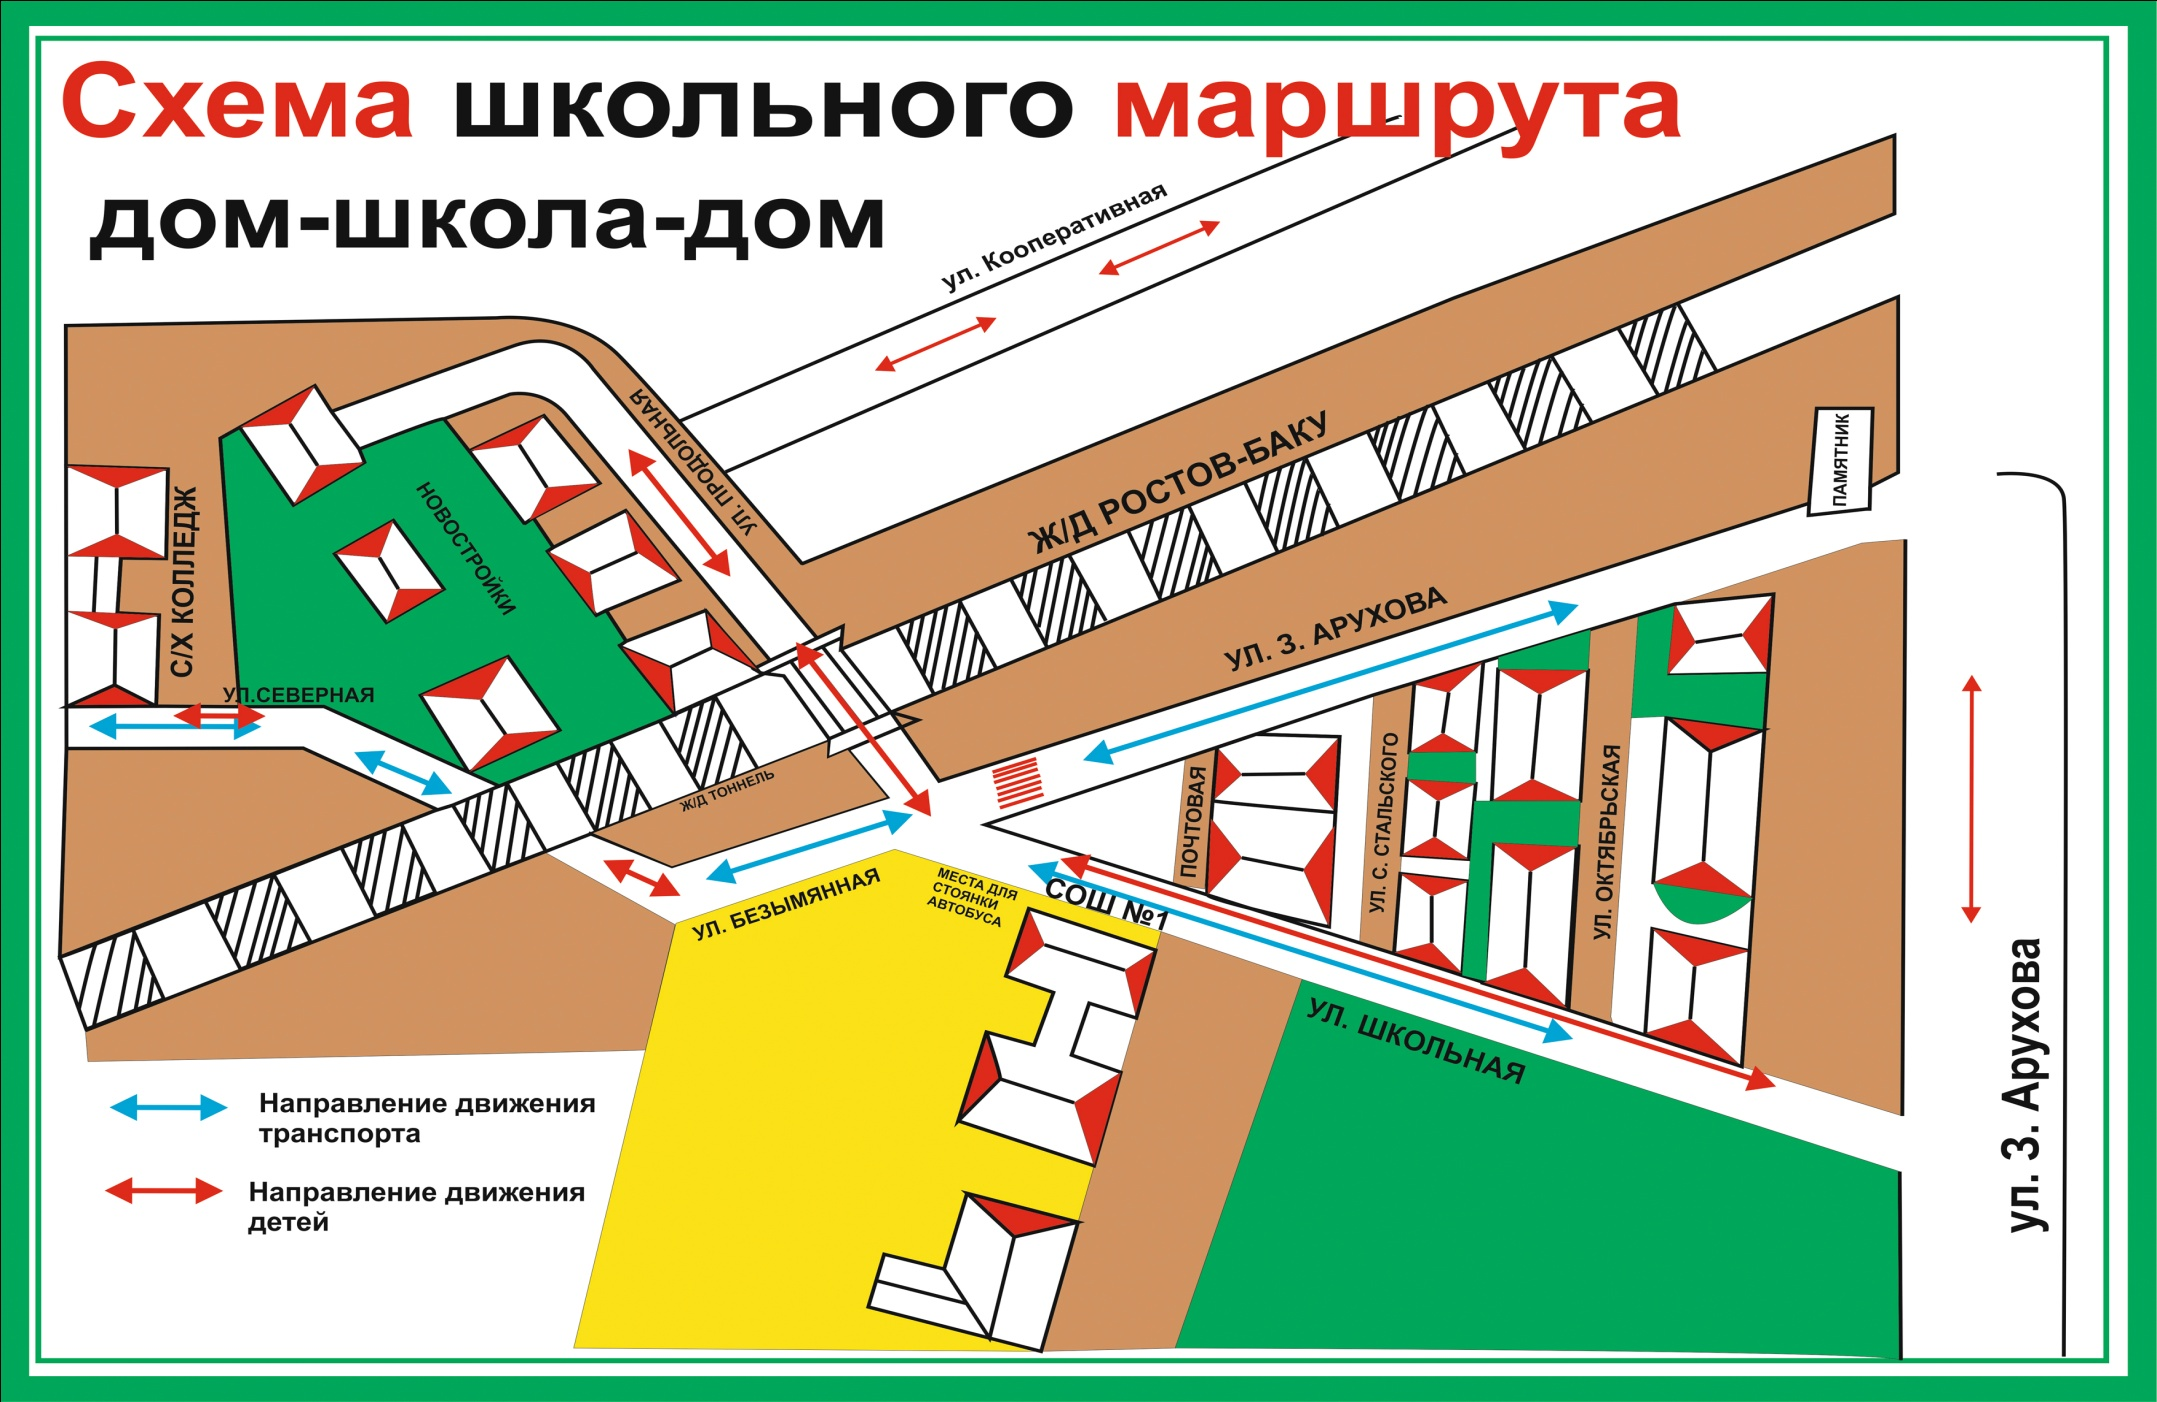 Схема школьного маршрута
дом-школа-дом
ул. Кооперативная
УЛ. ПРОДОЛЬНАЯ
Ж/Д РОСТОВ-БАКУ
ПАМЯТНИК
НОВОСТРОЙКИ
С/Х КОЛЛЕДЖ
УЛ. З. АРУХОВА
УЛ.СЕВЕРНАЯ
Ж/Д ТОННЕЛЬ
ПОЧТОВАЯ
УЛ. С. СТАЛЬСКОГО
УЛ. ОКТЯБРЬСКАЯ
УЛ. БЕЗЫМЯННАЯ
МЕСТА ДЛЯ
СТОЯНКИ
АВТОБУСА
СОШ №1
УЛ. ШКОЛЬНАЯ
ул. З. Арухова
Направление движения
транспорта
Направление движения
детей